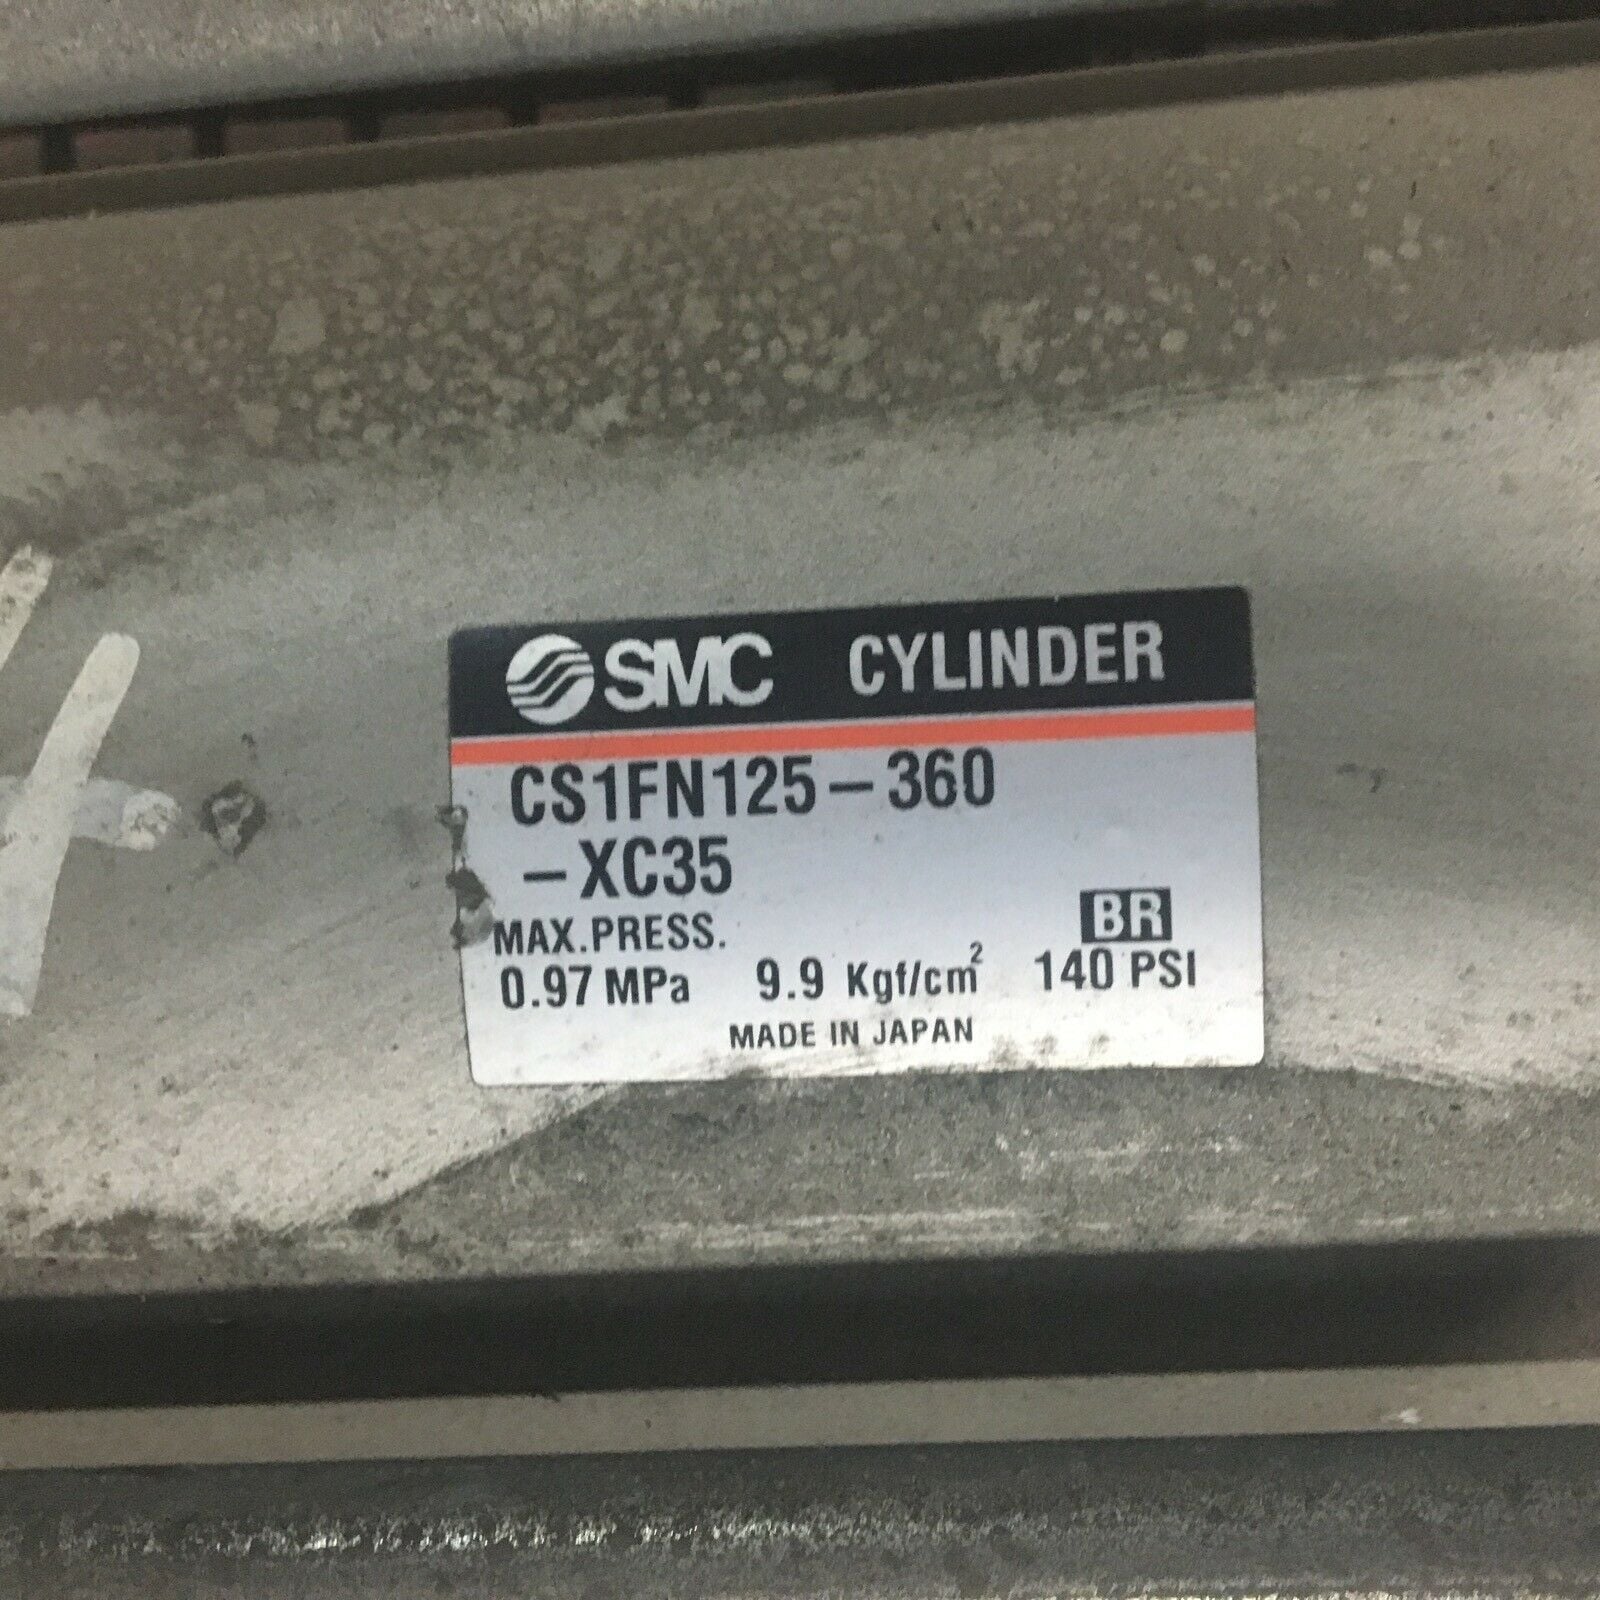 SMC CYLINDER
CS1FN125-360
-XC35
MAX.PRESS. BR
0.97 MPa 9.9 Kgf/cm² 140 PSI
MADE IN JAPAN